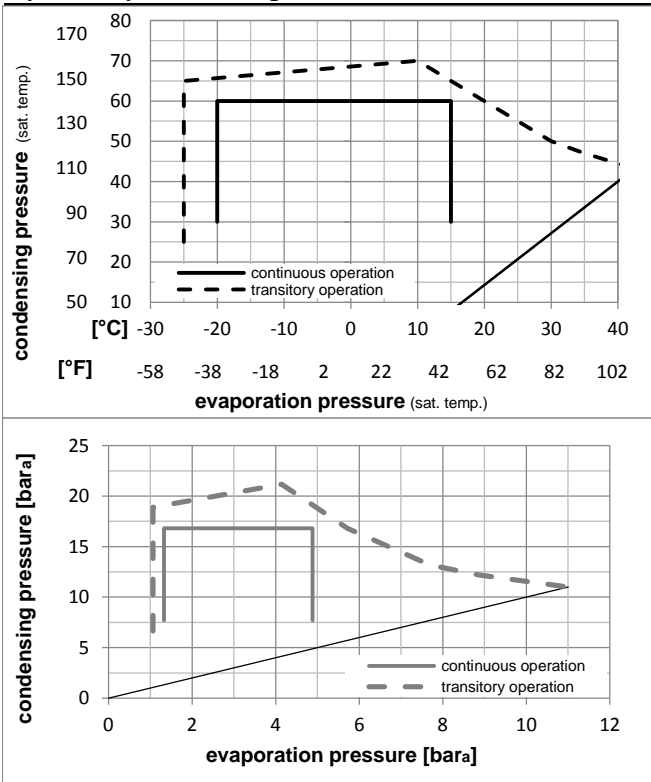 80
170
70
150
60
130
50
110
40
90
30
70
20
50
10
condensing pressure (sat. temp.)
continuous operation
transitory operation
[°C] -30 -20 -10 0 10 20 30 40
[°F] -58 -38 -18 2 22 42 62 82 102
evaporation pressure (sat. temp.)
25
20
15
10
5
0
condensing pressure [bara]
continuous operation
transitory operation
0 2 4 6 8 10 12
evaporation pressure [bara]